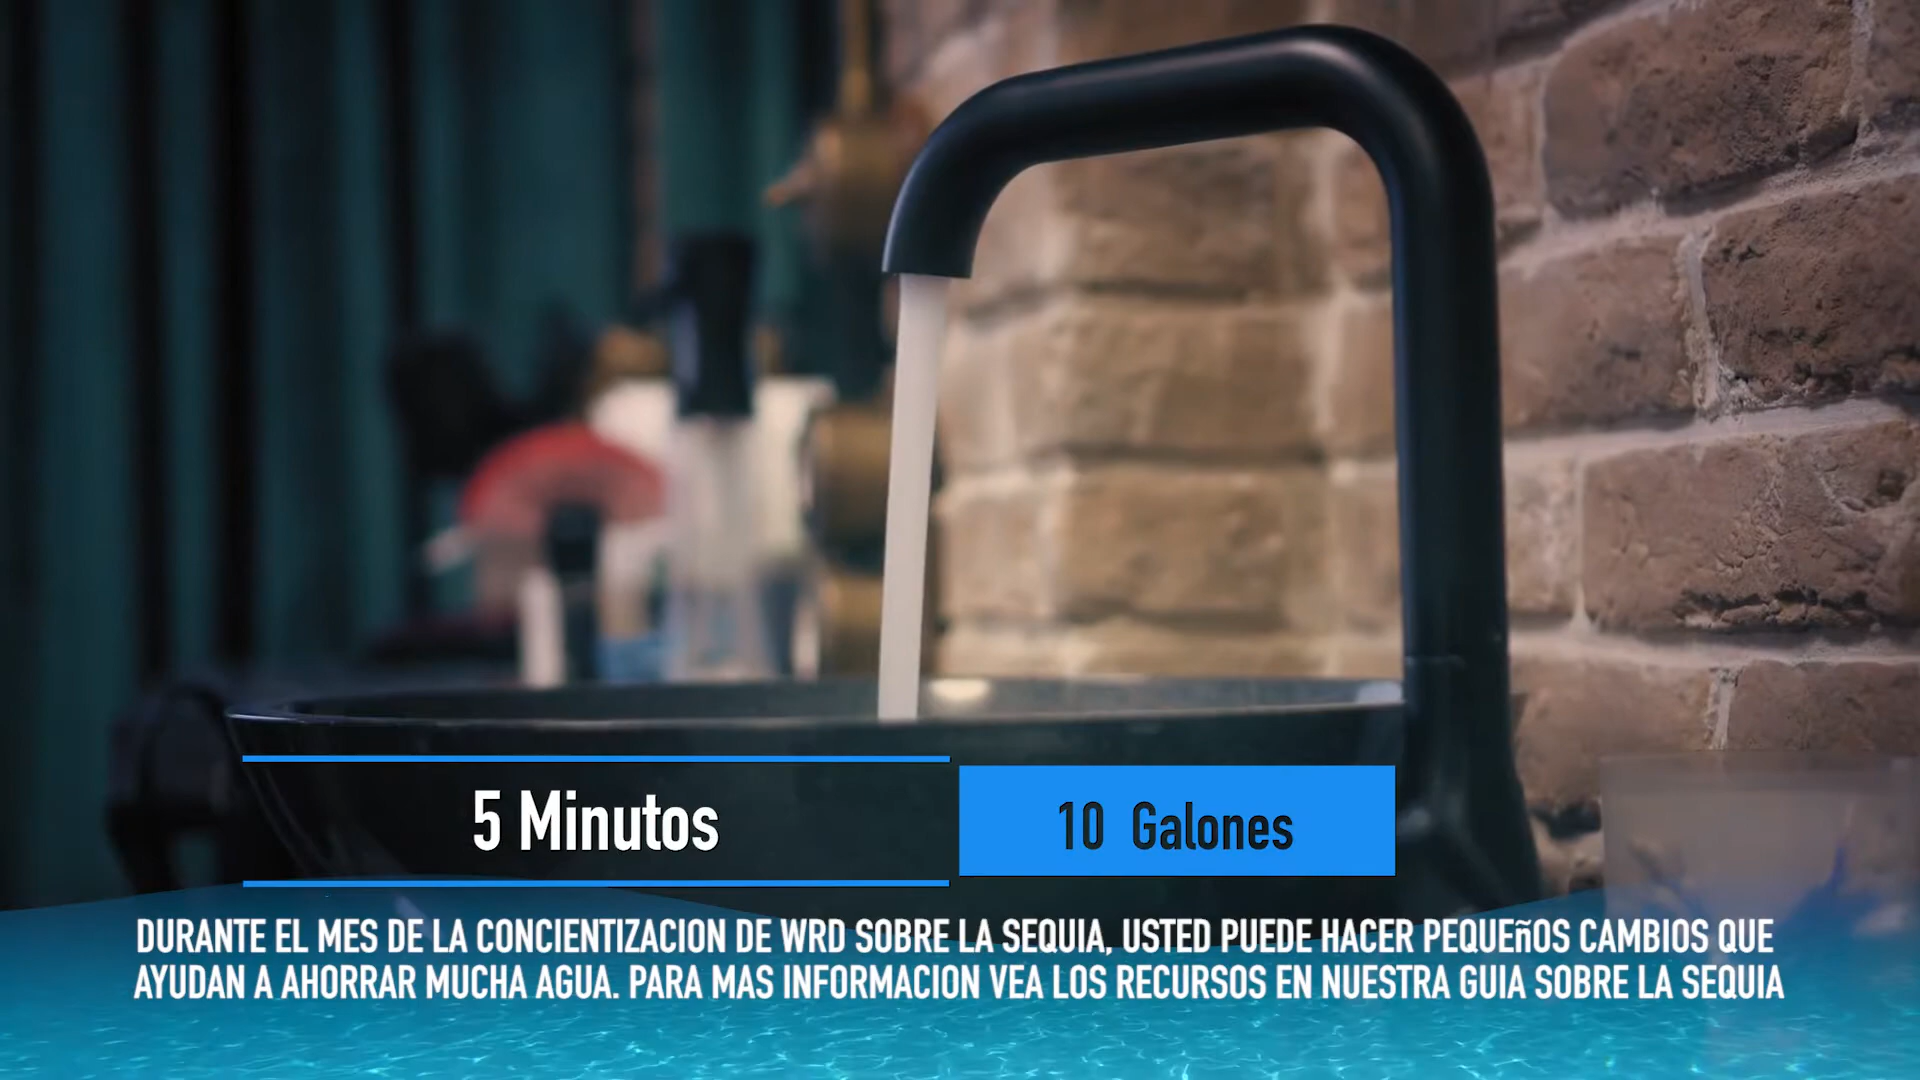 5 Minutos
10 Galones
DURANTE EL MES DE LA CONCIENTIZACION DE WRD SOBRE LA SEQUIA, USTED PUEDE HACER PEQUEñOS CAMBIOS QUE
AYUDAN A AHORRAR MUCHA AGUA. PARA MAS INFORMACION VEA LOS RECURSOS EN NUESTRA GUIA SOBRE LA SEQUIA